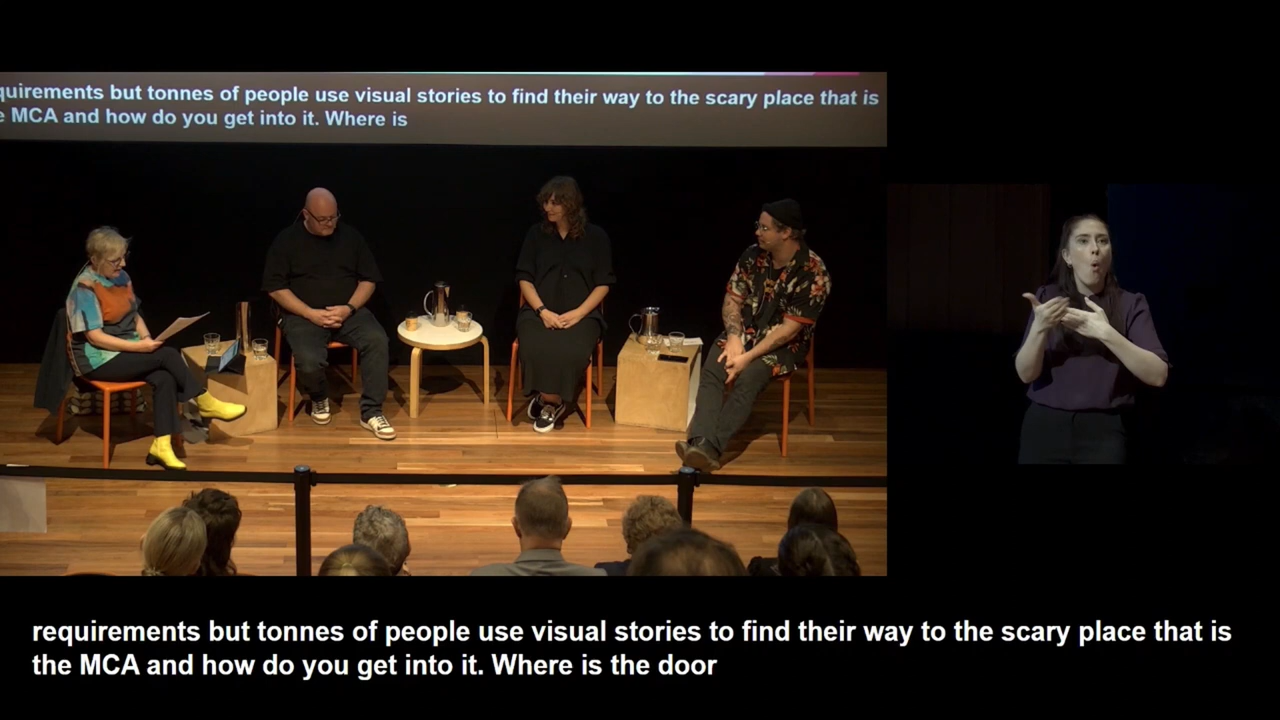 quirements but tonnes of people use visual stories to find their way to the scary place that is
e MCA and how do you get into it. Where is
requirements but tonnes of people use visual stories to find their way to the scary place that is
the MCA and how do you get into it. Where is the door